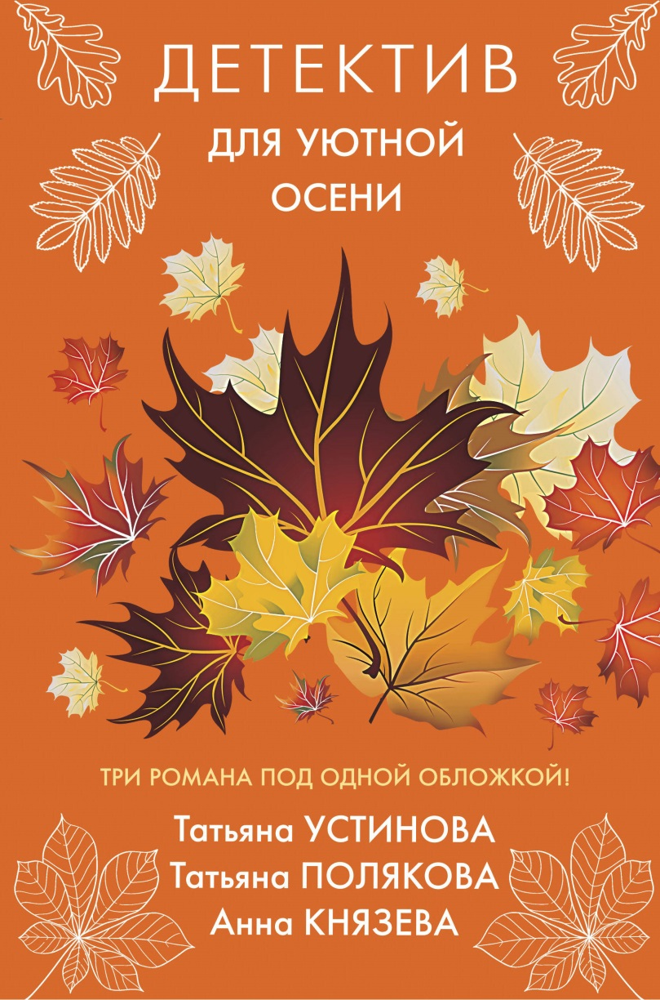 ДЕТЕКТИВ
ДЛЯ УЮТНОЙ
ОСЕНИ
ТРИ РОМАНА ПОД ОДНОЙ ОБЛОЖКОЙ!
Татьяна УСТИНОВА
Татьяна ПОЛЯКОВА
Анна КНЯЗЕВА